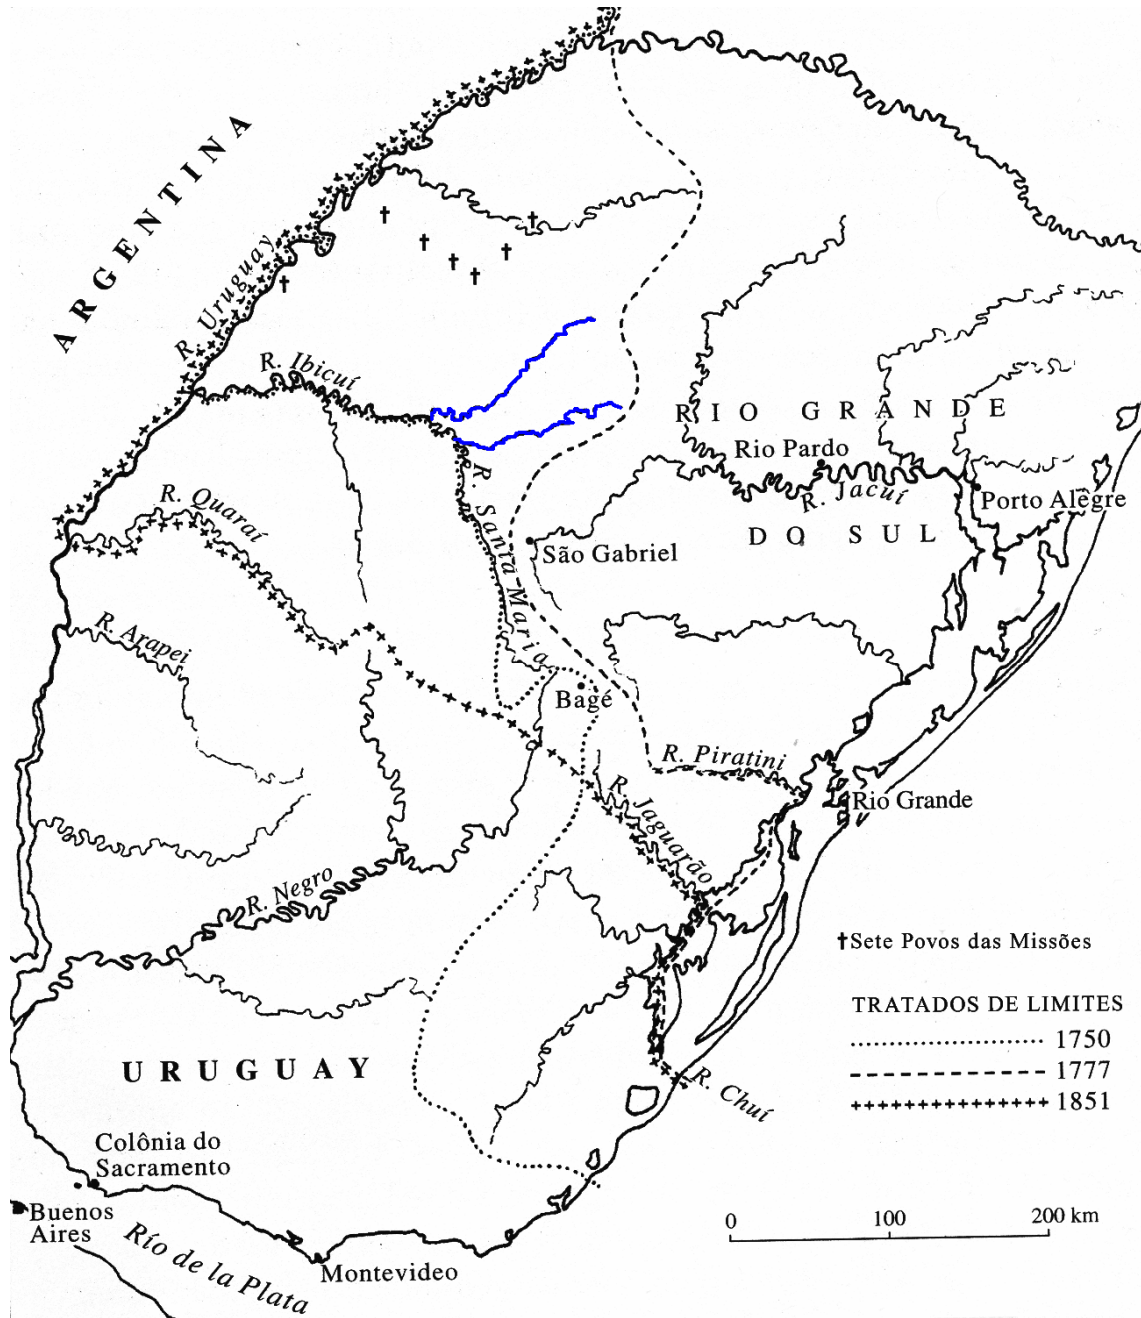 ARGENTINA
R. Uruguay
R. Ibicuí
R. Quaraí
R. Santa Maria
RIO GRANDE
Rio Pardo
R. Jacuí
Porto Alêgre
DO SUL
São Gabriel
R. Arapei
Bagé
R. Piratini
R. Jaguarão
Rio Grande
R. Negro
†Sete Povos das Missões
TRATADOS DE LIMITES
1750
1777
1851
URUGUAY
R. Chuí
Colônia do
Sacramento
Buenos
Aires
Río de la Plata
Montevideo
0 100 200 km